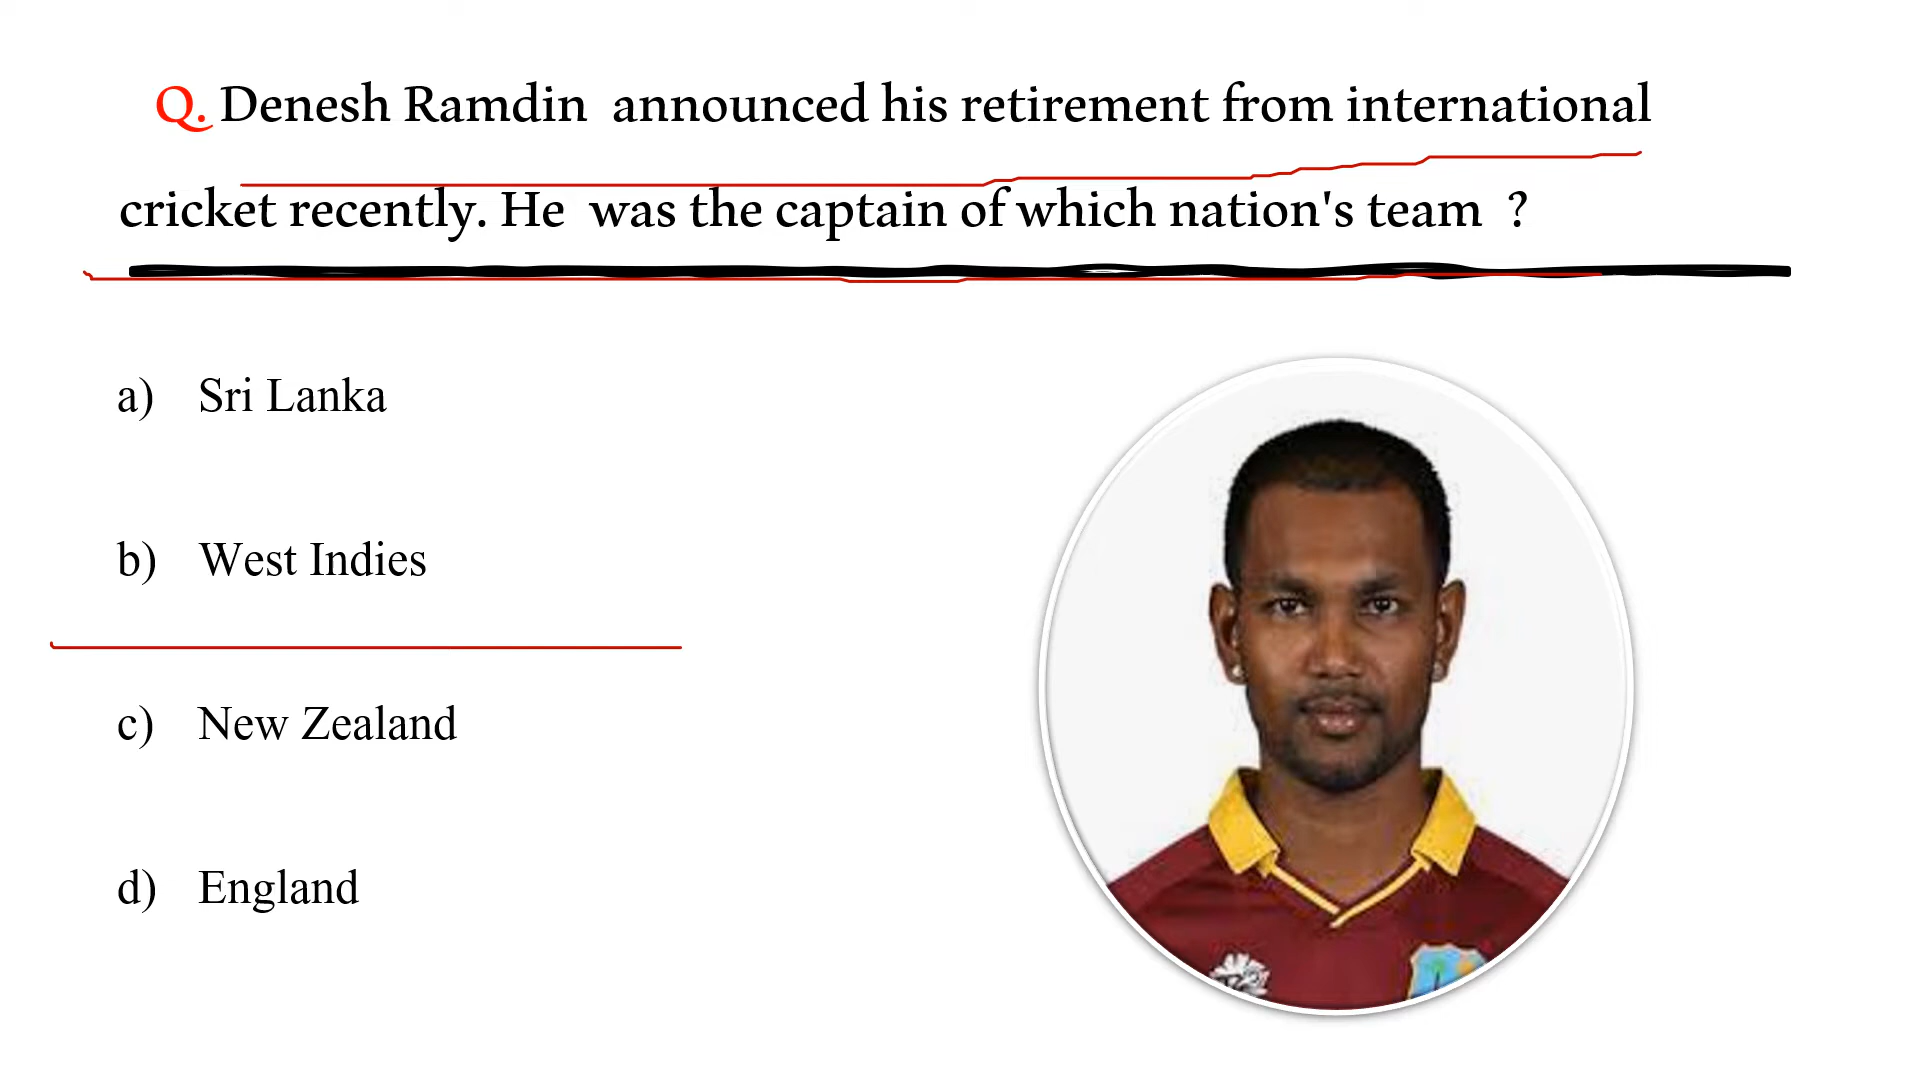 Q. Denesh Ramdin announced his retirement from international
cricket recently. He was the captain of which nation's team ?
a) Sri Lanka
b) West Indies
c) New Zealand
d) England